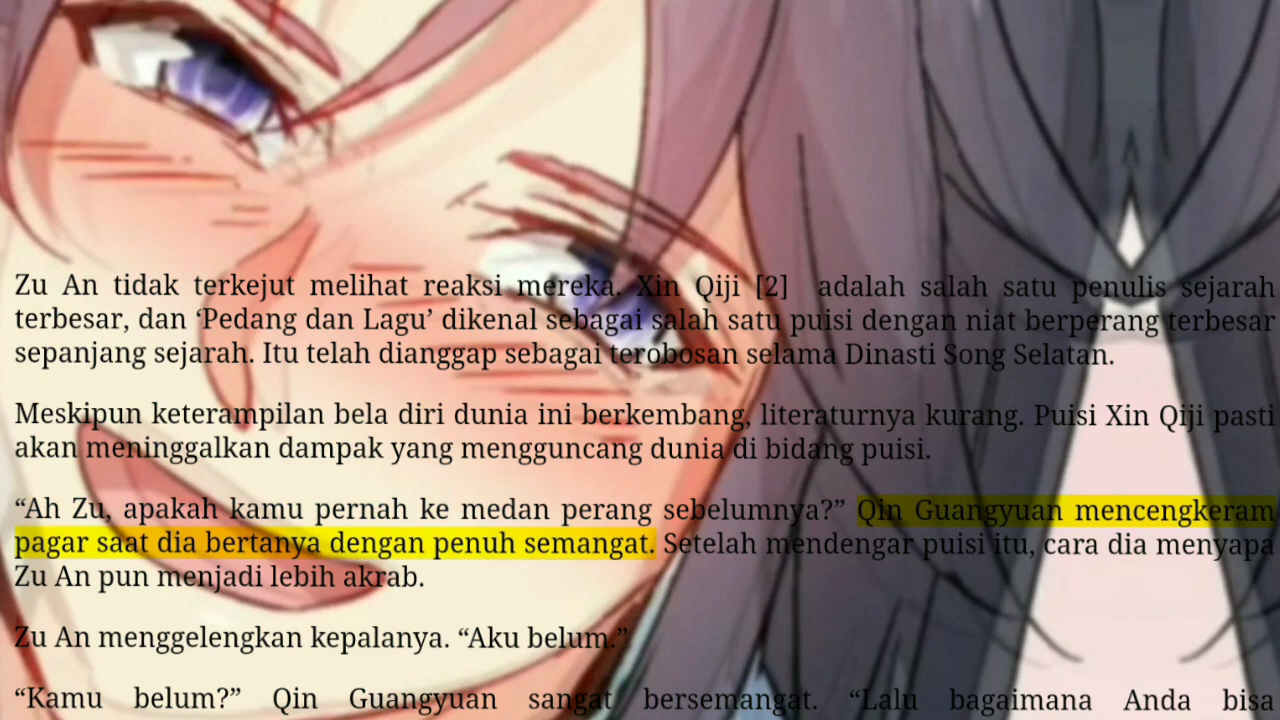 Zu An tidak terkejut melihat reaksi mereka. Xin Qiji [2] adalah salah satu penulis sejarah
terbesar, dan ‘Pedang dan Lagu’ dikenal sebagai salah satu puisi dengan niat berperang terbesar
sepanjang sejarah. Itu telah dianggap sebagai terobosan selama Dinasti Song Selatan.
Meskipun keterampilan bela diri dunia ini berkembang, literaturnya kurang. Puisi Xin Qiji pasti
akan meninggalkan dampak yang mengguncang dunia di bidang puisi.
“Ah Zu, apakah kamu pernah ke medan perang sebelumnya?” Qin Guangyuan mencengkeram
pagar saat dia bertanya dengan penuh semangat. Setelah mendengar puisi itu, cara dia menyapa
Zu An pun menjadi lebih akrab.
Zu An menggelengkan kepalanya. “Aku belum.”
“Kamu belum?” Qin Guangyuan sangat bersemangat. “Lalu bagaimana Anda bisa